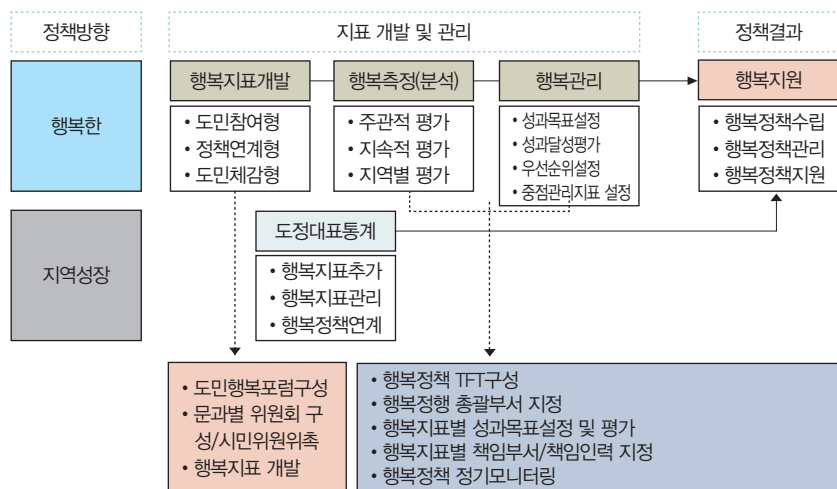 정책방향
지표 개발 및 관리
정책결과
행복한
행복지표개발
• 도민참여형
• 정책연계형
• 도민체감형
행복측정(분석)
• 주관적 평가
• 지속적 평가
• 지역별 평가
행복관리
• 성과목표설정
• 성과달성평가
• 우선순위설정
• 중점관리지표 설정
행복지원
• 행복정책수립
• 행복정책관리
• 행복정책지원
지역성장
도정대표통계
• 행복지표추가
• 행복지표관리
• 행복정책연계
• 도민행복포럼구성
• 문과별 위원회 구
성/시민위원위촉
• 행복지표 개발
• 행복정책 TFT구성
• 행복정행 총괄부서 지정
• 행복지표별 성과목표설정 및 평가
• 행복지표별 책임부서/책임인력 지정
• 행복정책 정기모니터링